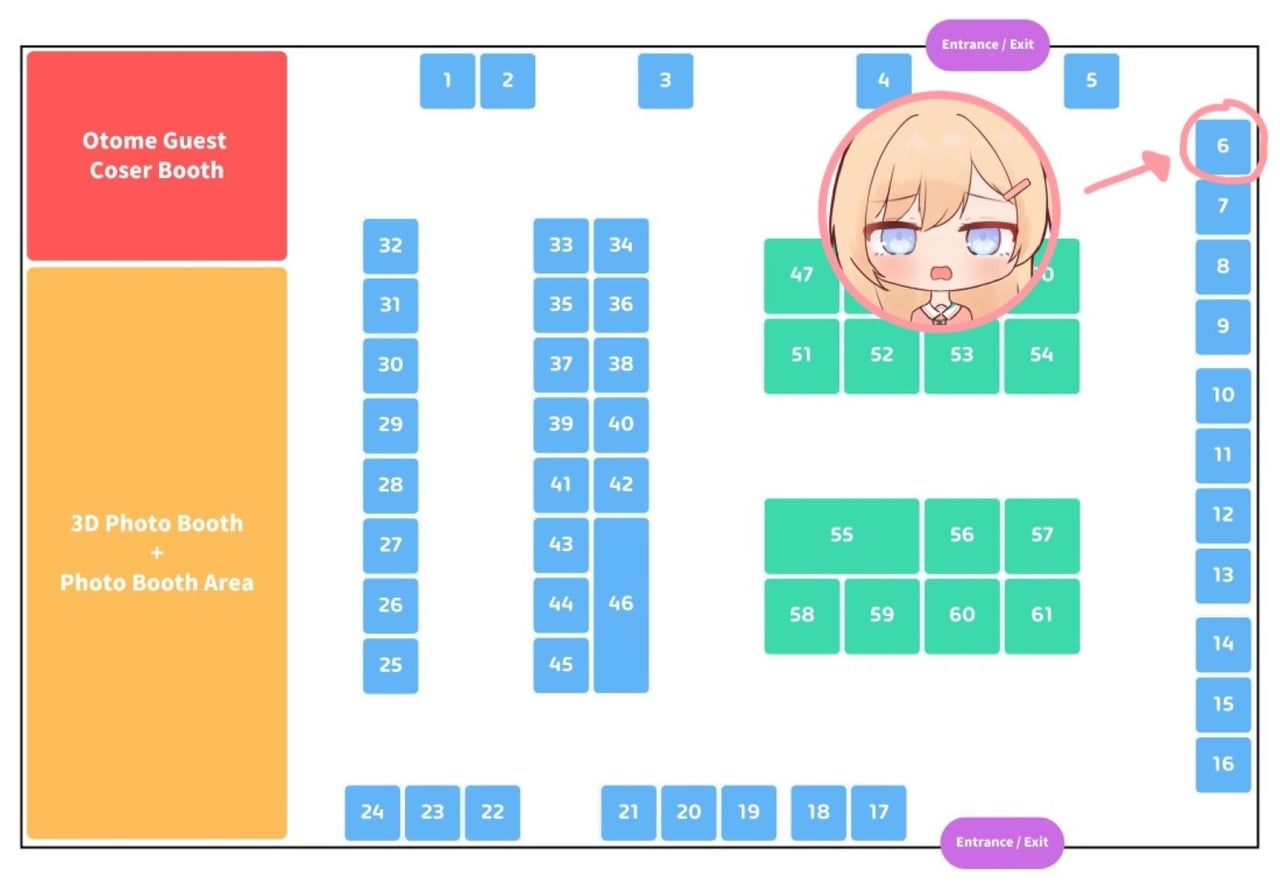 Entrance / Exit
1 2 3 4 5
Otome Guest
Coser Booth
6
7
8
9
10
11
12
13
14
15
16
32
31
30
29
28
27
26
25
33 34
35 36
37 38
39 40
41 42
43
44
45
46
47
51 52 53 54
55 56 57
58 59 60 61
3D Photo Booth
+
Photo Booth Area
24 23 22 21 20 19 18 17
Entrance / Exit